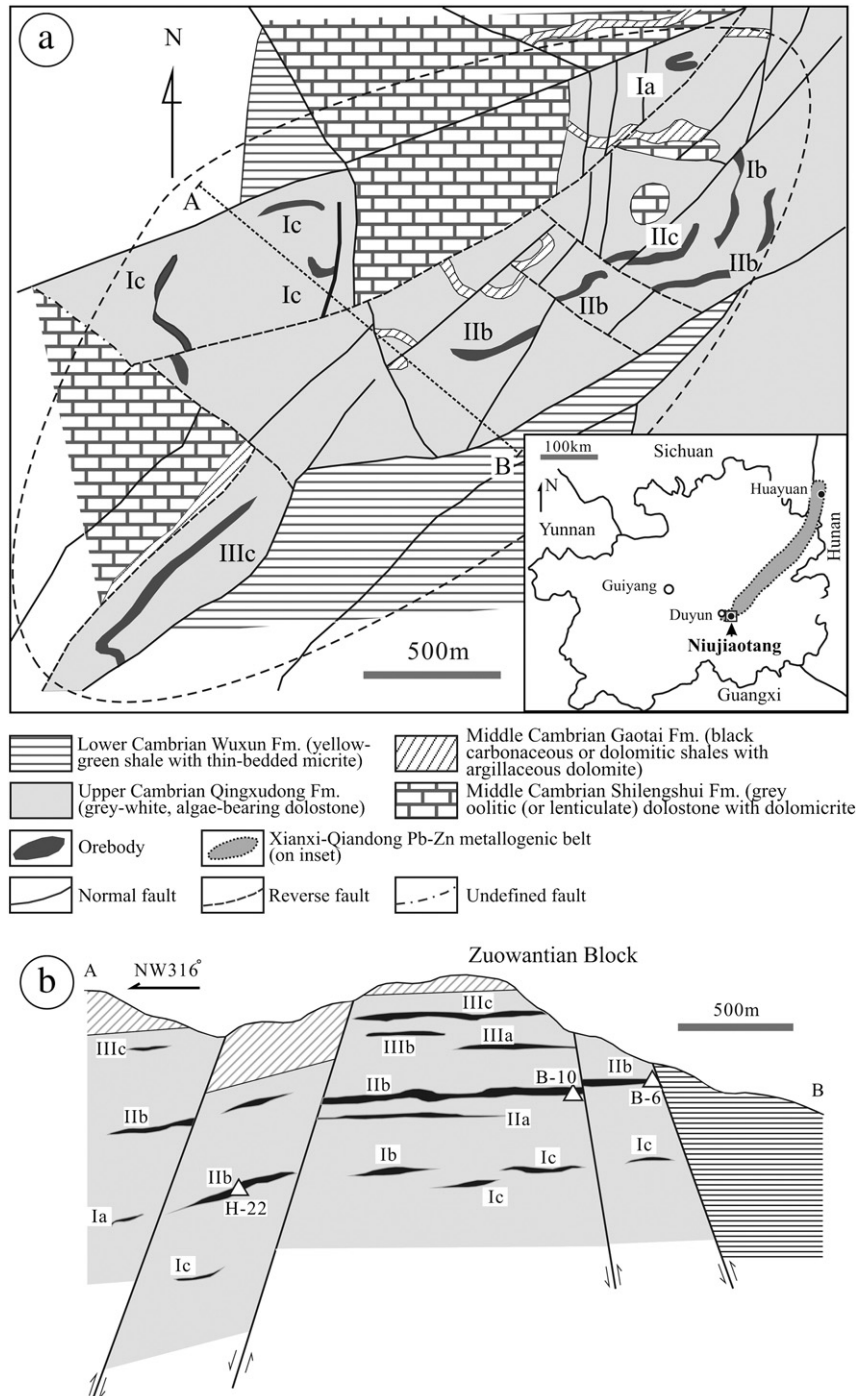 a
N
Ia
Ib
A
Ic
IIc
Ic
Ic
IIb
IIb
IIb
B
IIIc
500m
100km
Sichuan
N
Huayuan
Yunnan
Hunan
Guiyang
Duyun
Niujiaotang
Guangxi
Lower Cambrian Wuxun Fm. (yellow-
green shale with thin-bedded micrite)
Middle Cambrian Gaotai Fm. (black
carbonaceous or dolomitic shales with
argillaceous dolomite)
Upper Cambrian Qingxudong Fm.
(grey-white, algae-bearing dolostone)
Middle Cambrian Shilengshui Fm. (grey
oolitic (or lenticulate) dolostone with dolomicrite
Orebody
Xianxi-Qiandong Pb-Zn metallogenic belt
(on inset)
Normal fault
Reverse fault
Undefined fault
b
A
NW316°
Zuowantian Block
500m
IIIc
IIIc
IIIb
IIIa
IIb
IIb
B-10
IIb
B-6
B
IIa
IIb
H-22
Ib
Ic
Ic
Ic
Ia
Ic